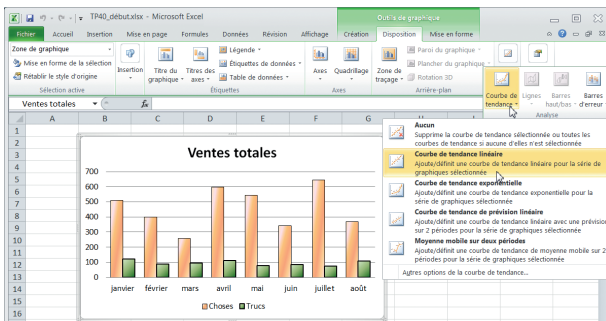 TP40_début.xlsx - Microsoft Excel
Outils de graphique
Fichier Accueil Insertion Mise en page Formules Données Révision Affichage Création Disposition Mise en forme
Zone de graphique
Mise en forme de la sélection
Rétablir le style d'origine
Sélection active
Insertion
Titre du graphique
Titres des axes
Légende
Étiquettes de données
Table de données
Étiquettes
Axes Quadrillage
Axes
Zone de traçage
Paroi du graphique
Plancher du graphique
Rotation 3D
Arrière-plan
Courbe de tendance
Lignes
Barres haut/bas
Barres d'erreur
Analyse
Ventes totales
fx
A B C D E F G
1
2
3
4
5
6
7
8
9
10
11
12
13
14
15
16
Ventes totales
700
600
500
400
300
200
100
0
janvier février mars avril mai juin juillet août
Choses Trucs
Aucun
Supprime la courbe de tendance sélectionnée ou toutes les
courbes de tendance si aucune d'elles n'est sélectionnée
Courbe de tendance linéaire
Ajoute/définit une courbe de tendance linéaire pour la série de
graphiques sélectionnée
Courbe de tendance exponentielle
Ajoute/définit une courbe de tendance exponentielle pour la
série de graphiques sélectionnée
Courbe de tendance de prévision linéaire
Ajoute/définit une courbe de tendance linéaire avec une prévision
sur 2 périodes pour la série de graphiques sélectionnée
Moyenne mobile sur deux périodes
Ajoute/définit une courbe de tendance de moyenne mobile sur 2
périodes pour la série de graphiques sélectionnée
Autres options de la courbe de tendance...